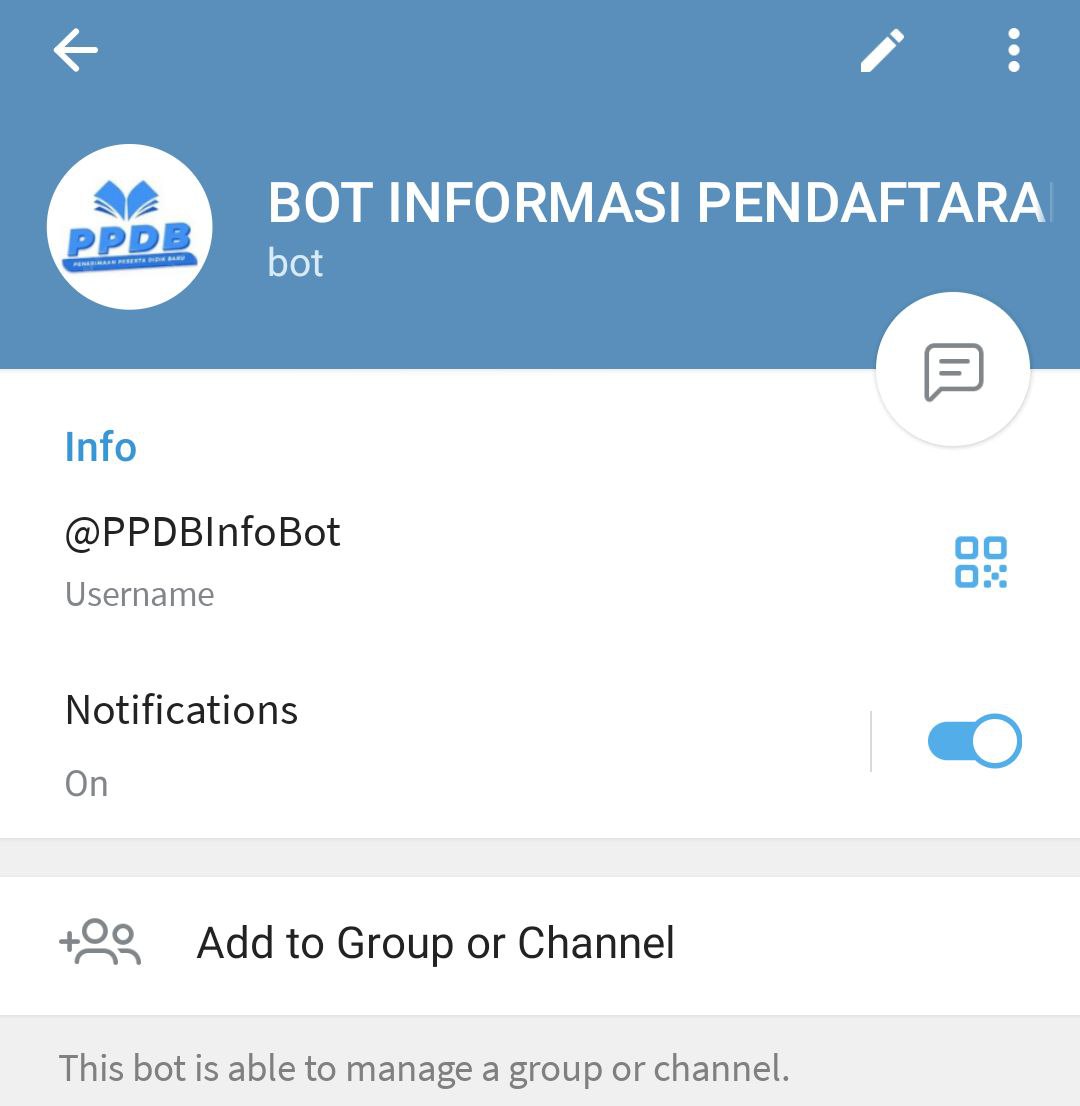 PPDB
PENERIMAAN PESERTA DIDIK BARU
BOT INFORMASI PENDAFTARA
bot
Info
@PPDBInfoBot
Username
Notifications
On
Add to Group or Channel
This bot is able to manage a group or channel.